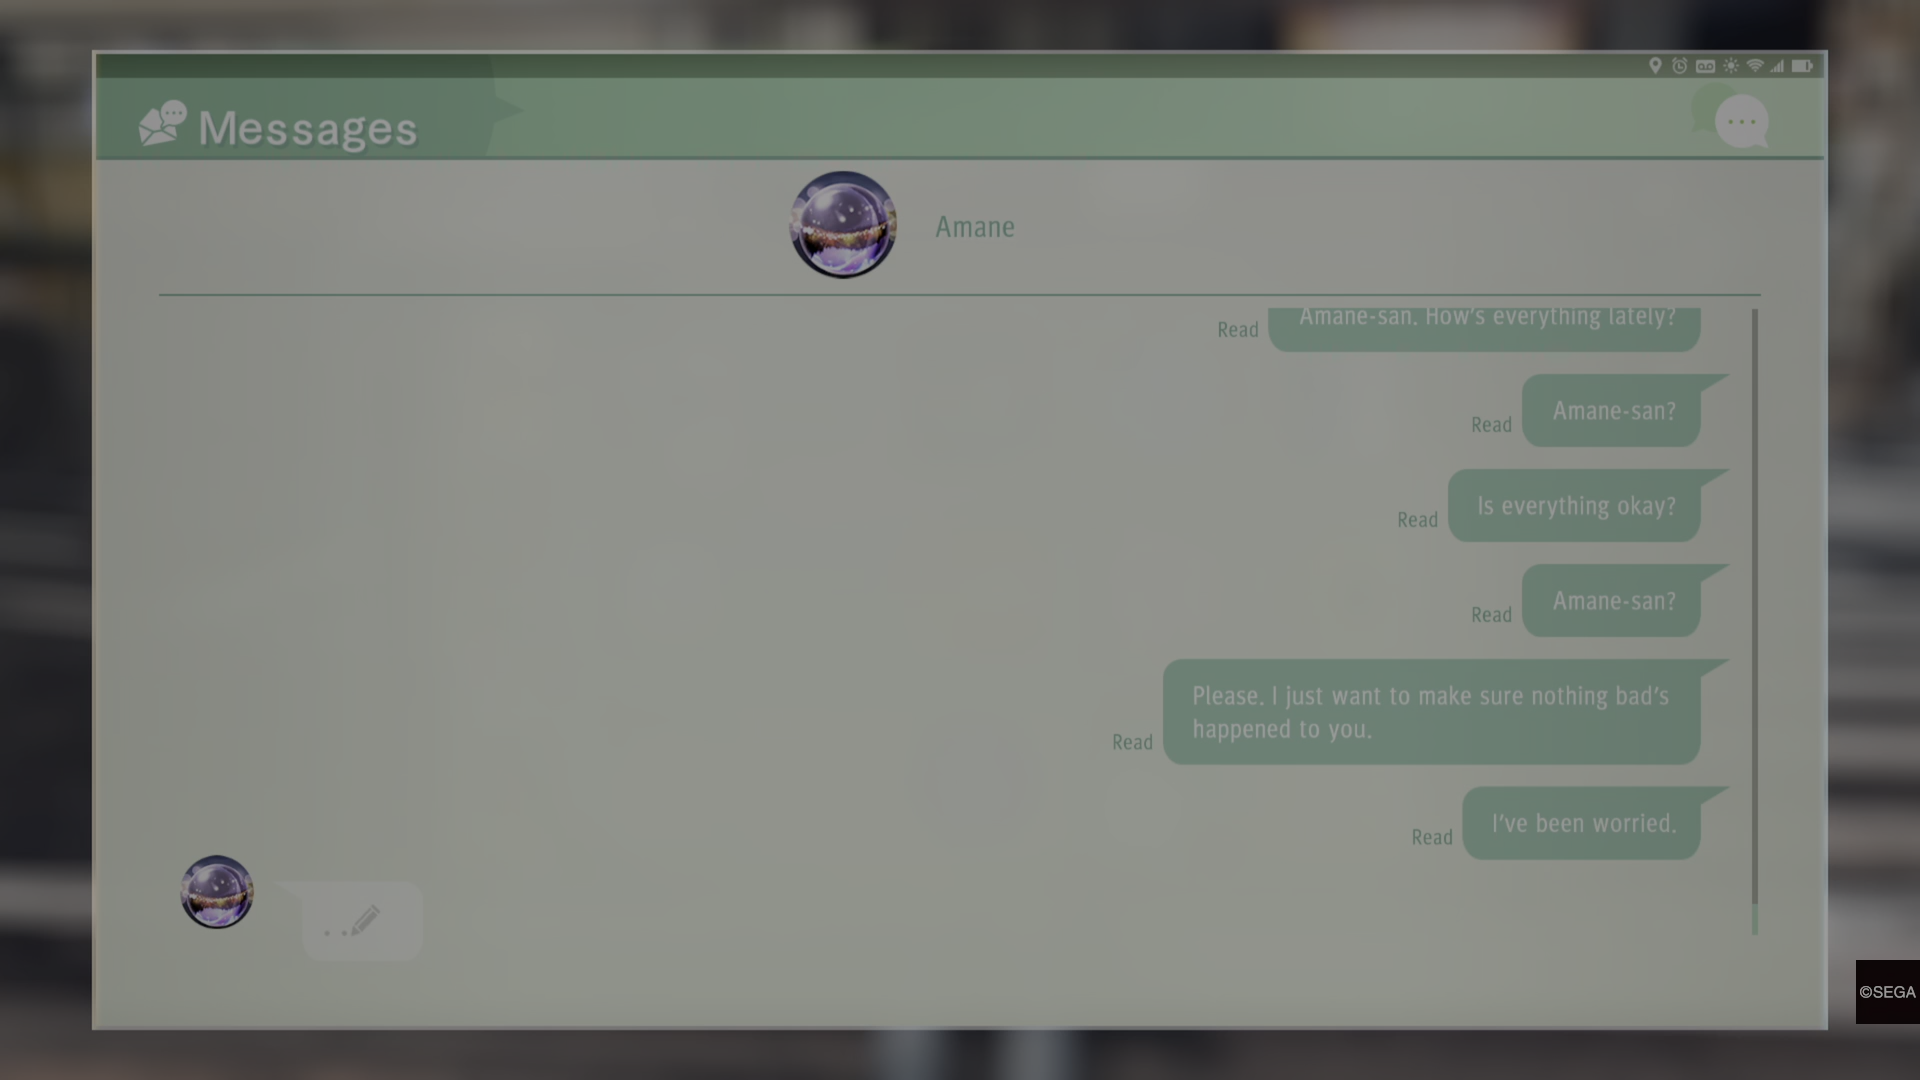 Messages
Amane
Amane-san. How's everything lately?
Read
Amane-san?
Read
Is everything okay?
Read
Amane-san?
Read
Please. I just want to make sure nothing bad's
happened to you.
Read
I've been worried.
Read
©SEGA